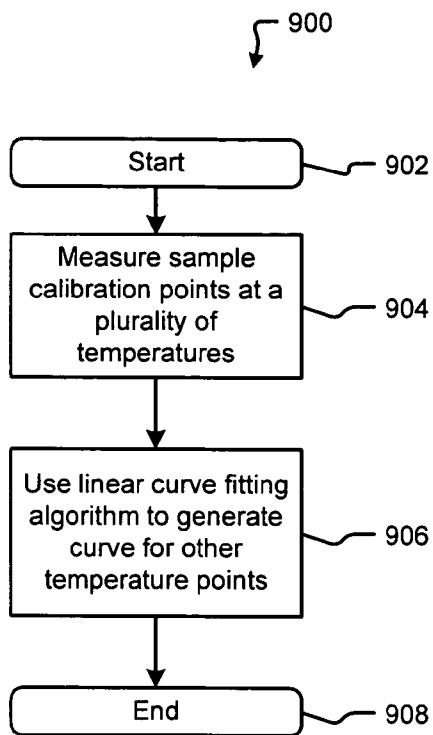 900
Start
902
Measure sample
calibration points at a
plurality of
temperatures
904
Use linear curve fitting
algorithm to generate
curve for other
temperature points
906
End
908